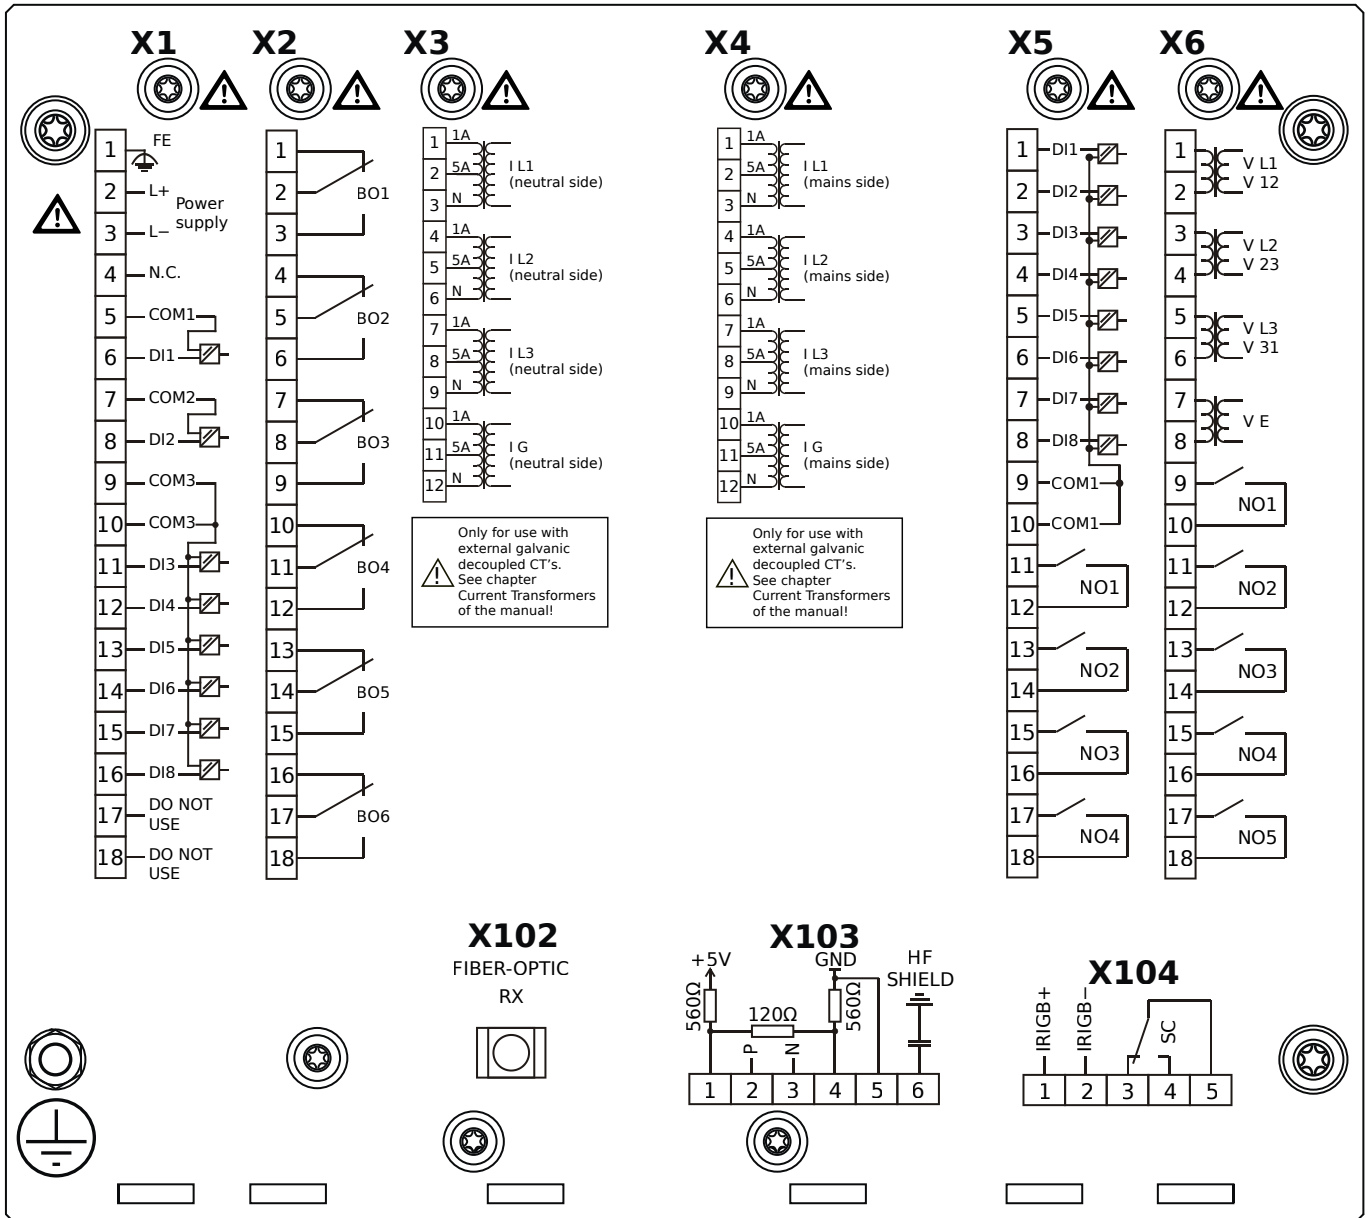 X1
X2
X3
X4
X5
X6
1
FE
2
L+
Power
supply
3
L−
4
N.C.
5
COM1
6
DI1
7
COM2
8
DI2
9
COM3
10
COM3
11
DI3
12
DI4
13
DI5
14
DI6
15
DI7
16
DI8
17
DO NOT
USE
18
DO NOT
USE
1
2
BO1
3
4
5
BO2
6
7
8
BO3
9
10
11
BO4
12
13
14
BO5
15
16
17
BO6
18
1
1A
2
5A
3
N
I L1
(neutral side)
4
1A
5
5A
6
N
I L2
(neutral side)
7
1A
8
5A
9
N
I L3
(neutral side)
10
1A
11
5A
12
N
I G
(neutral side)
Only for use with
external galvanic
decoupled CT’s.
See chapter
Current Transformers
of the manual!
1
1A
2
5A
3
N
I L1
(mains side)
4
1A
5
5A
6
N
I L2
(mains side)
7
1A
8
5A
9
N
I L3
(mains side)
10
1A
11
5A
12
N
I G
(mains side)
Only for use with
external galvanic
decoupled CT’s.
See chapter
Current Transformers
of the manual!
1
DI1
2
DI2
3
DI3
4
DI4
5
DI5
6
DI6
7
DI7
8
DI8
9
COM1
10
COM1
11
NO1
12
13
NO2
14
15
NO3
16
17
NO4
18
1
V L1
2
V 12
3
V L2
4
V 23
5
V L3
6
V 31
7
V E
8
9
NO1
10
11
NO2
12
13
NO3
14
15
NO4
16
17
NO5
18
X102
FIBER-OPTIC
RX
X103
+5V
GND
HF
SHIELD
560Ω
120Ω
560Ω
P
N
1 2 3 4 5 6
X104
IRIGB+
IRIGB−
SC
1 2 3 4 5